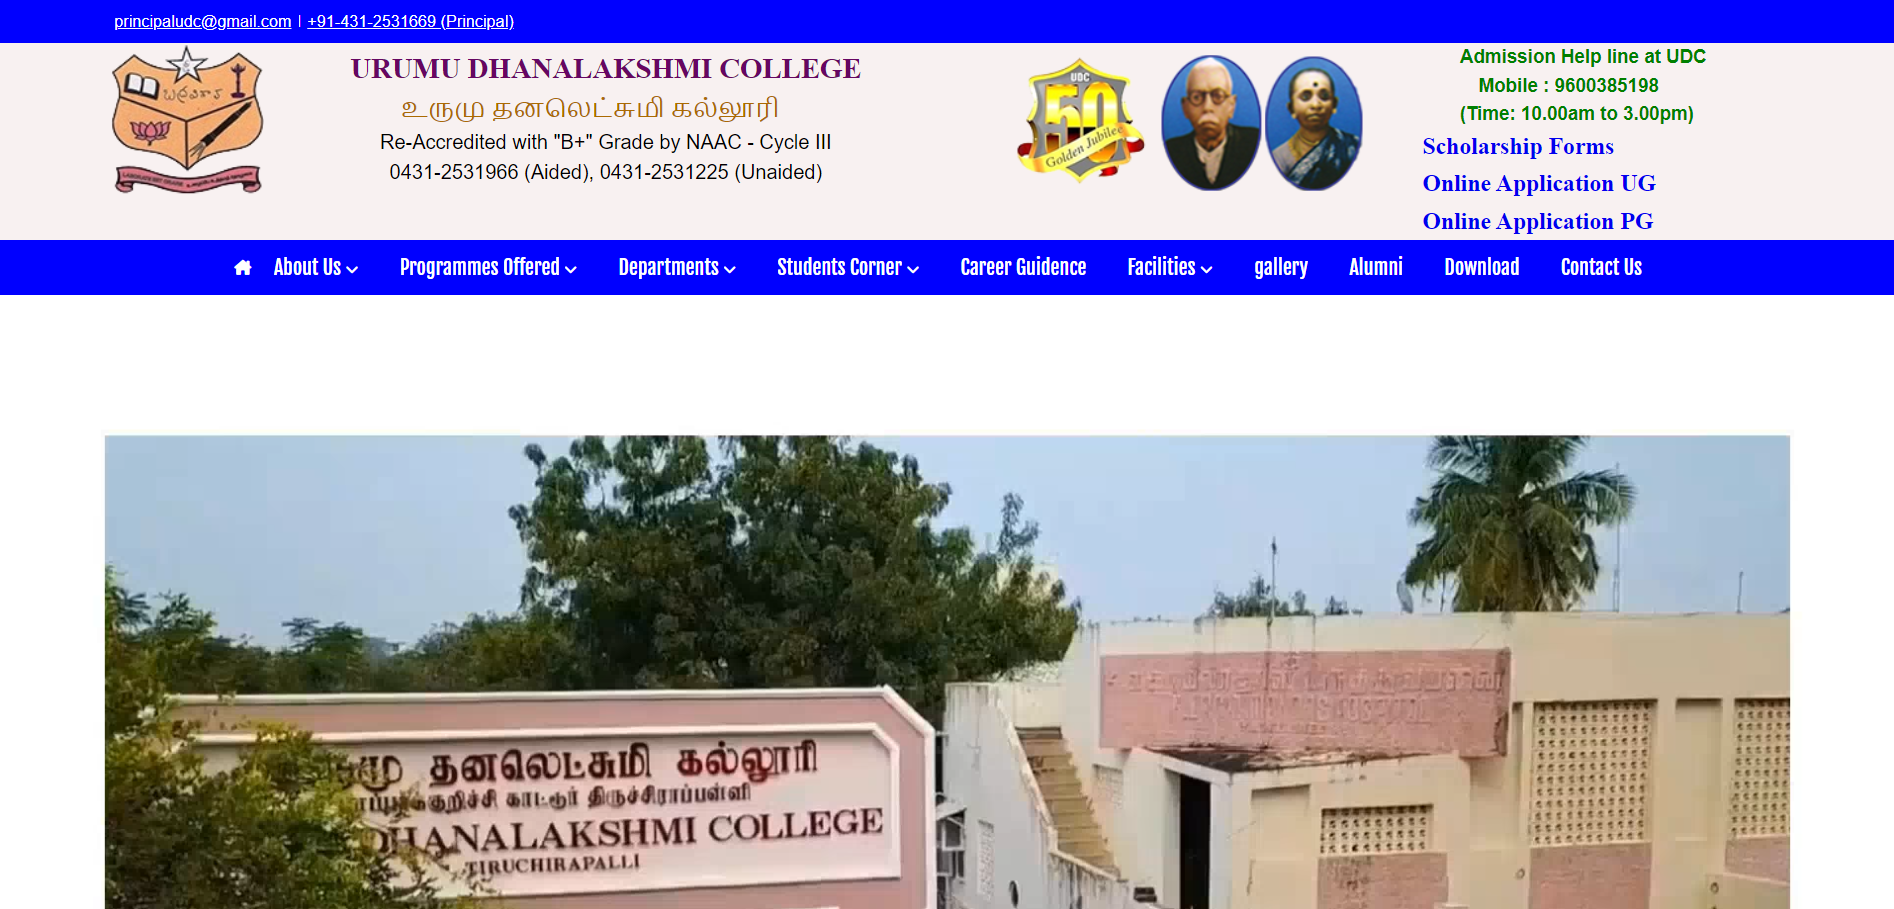 principaludc@gmail.com | +91-431-2531669 (Principal)
URUMU DHANALAKSHMI COLLEGE
உருமு தனலெட்சுமி கல்லூரி
Re-Accredited with "B+" Grade by NAAC - Cycle III
0431-2531966 (Aided), 0431-2531225 (Unaided)
UDC
50
Golden Jubilee
Admission Help line at UDC
Mobile : 9600385198
(Time: 10.00am to 3.00pm)
Scholarship Forms
Online Application UG
Online Application PG
About Us Programmes Offered Departments Students Corner Career Guidence Facilities gallery Alumni Download Contact Us
தனலெட்சுமி கல்லூரி
காட்டூர் திருச்சிராப்பள்ளி
DHANALAKSHMI COLLEGE
TIRUCHIRAPALLI